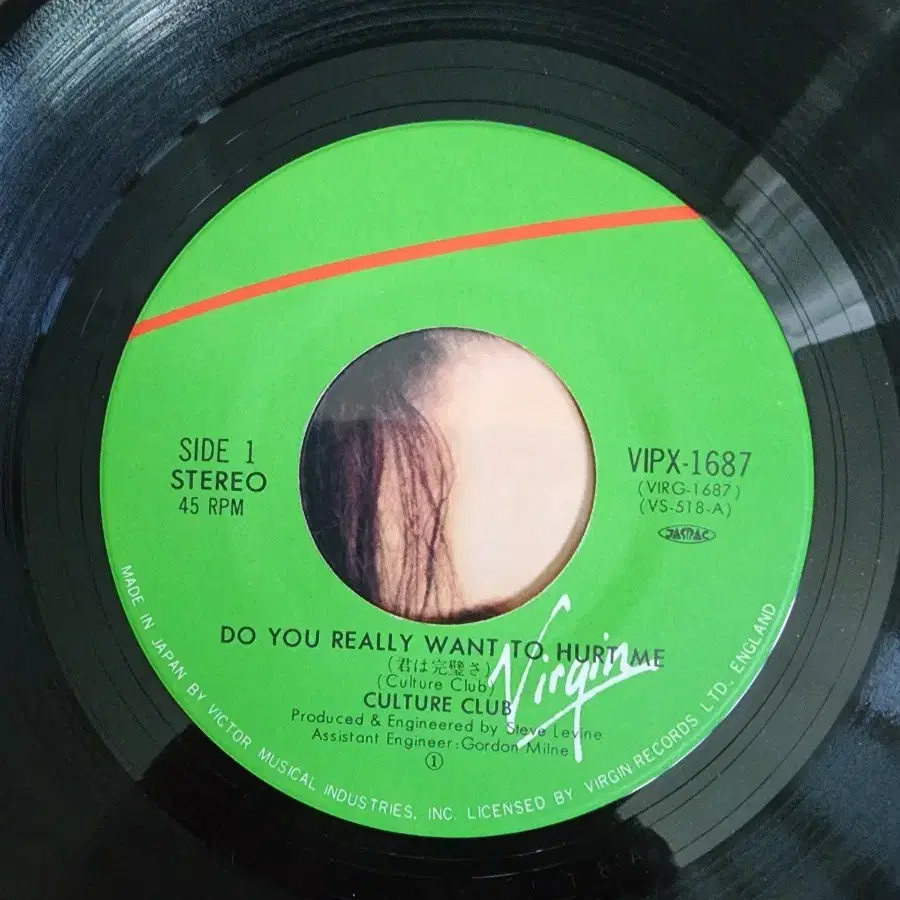 SIDE 1
STEREO
45 RPM
VIPX-1687
(VIRG-1687)
(VS-518-A)
JASRAC
DO YOU REALLY WANT TO HURT ME
(君は完璧さ)
(Culture Club)
CULTURE CLUB
Produced & Engineered by Steve Levine
Assistant Engineer:Gordon Milne
①
Virgin
MADE IN JAPAN BY VICTOR MUSICAL INDUSTRIES, INC. LICENSED BY VIRGIN RECORDS LTD., ENGLAND